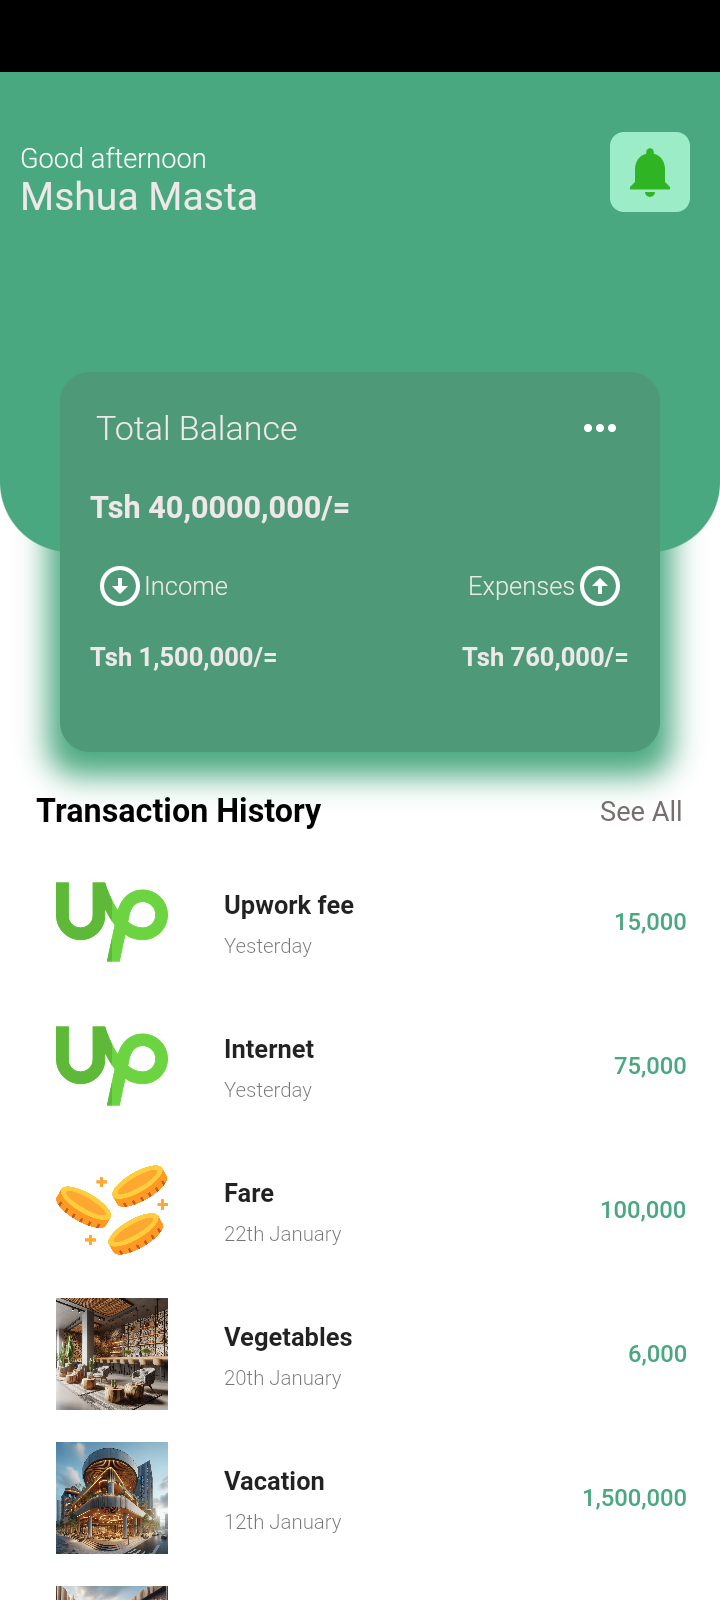 Good afternoon
Mshua Masta
Total Balance
Tsh 40,0000,000/=
Income
Expenses
Tsh 1,500,000/=
Tsh 760,000/=
Transaction History
See All
Up
Upwork fee
Yesterday
15,000
Up
Internet
Yesterday
75,000
Fare
22th January
100,000
Vegetables
20th January
6,000
Vacation
12th January
1,500,000